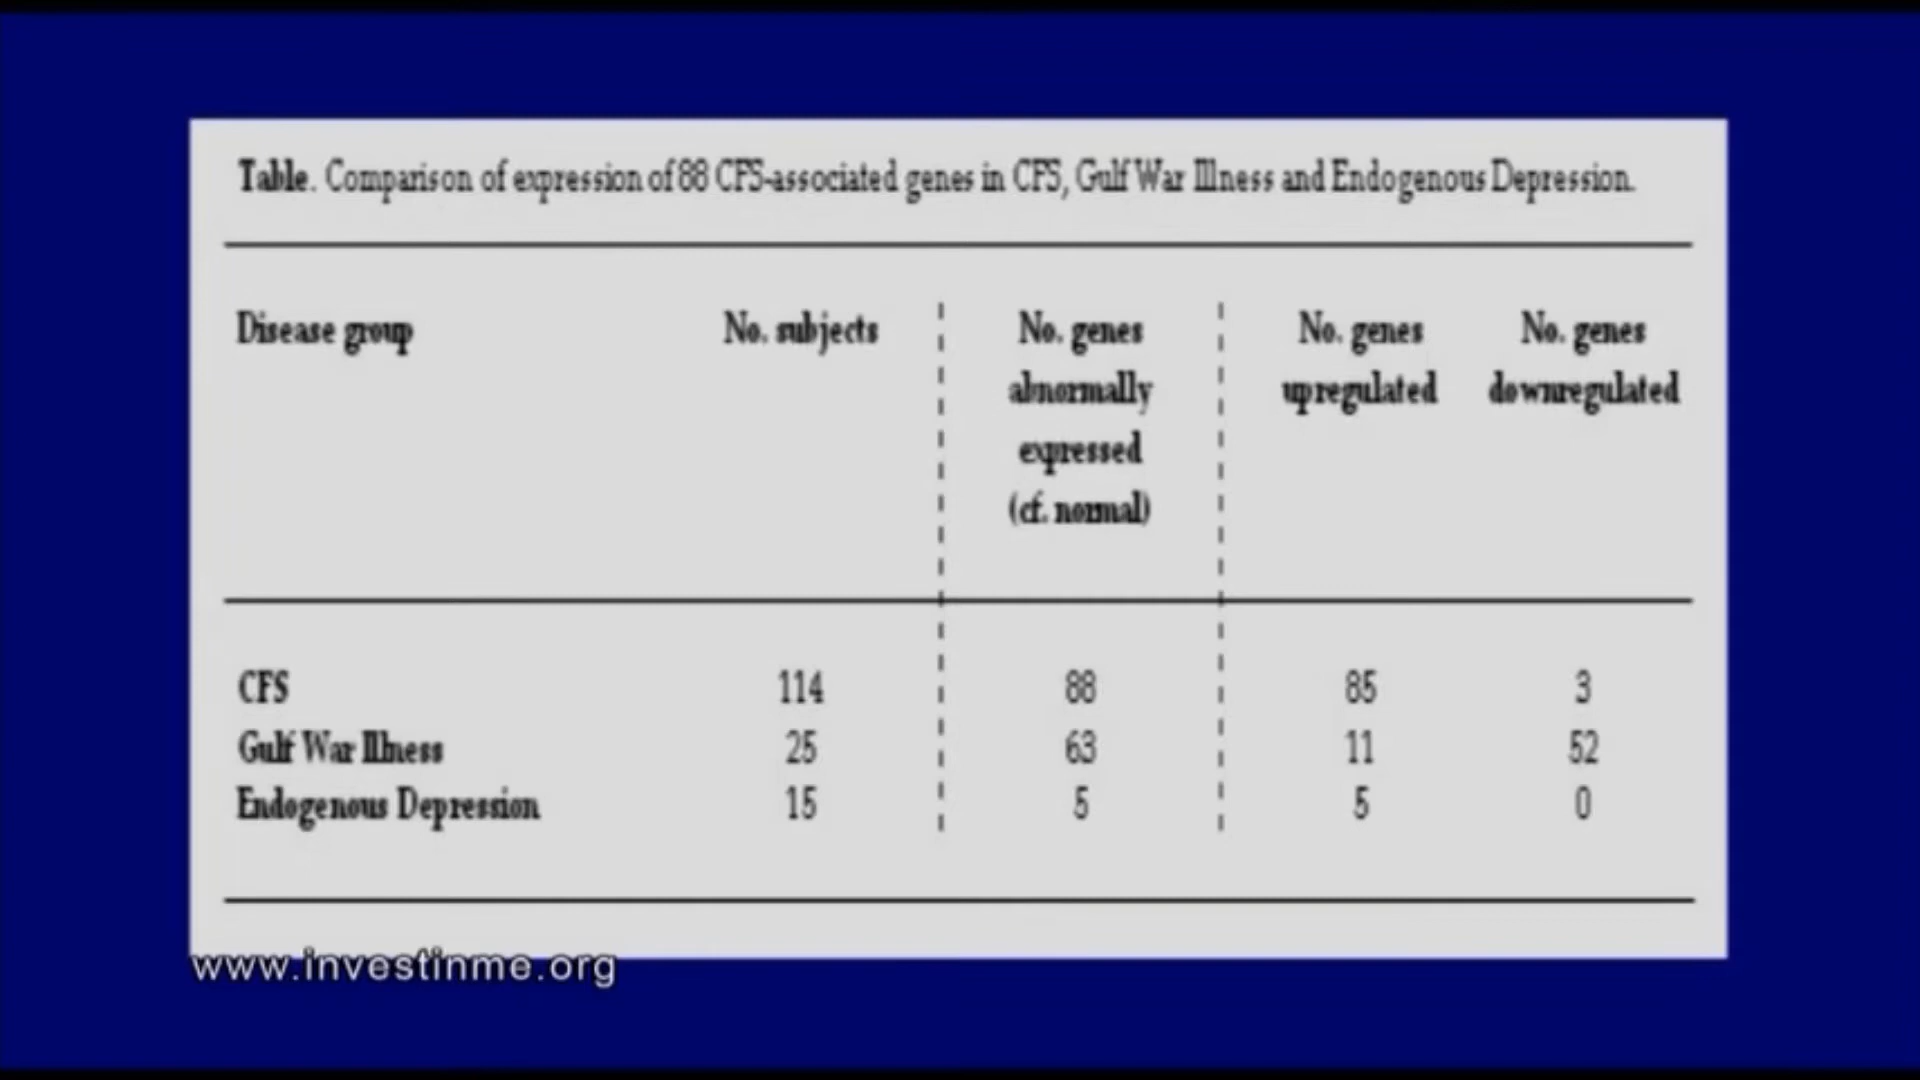 Table. Comparison of expression of 88 CFS-associated genes in CFS, Gulf War Illness and Endogenous Depression.
Disease group No. subjects No. genes abnormally expressed (cf. normal) No. genes upregulated No. genes downregulated
CFS 114 88 85 3
Gulf War Illness 25 63 11 52
Endogenous Depression 15 5 5 0
www.investinme.org